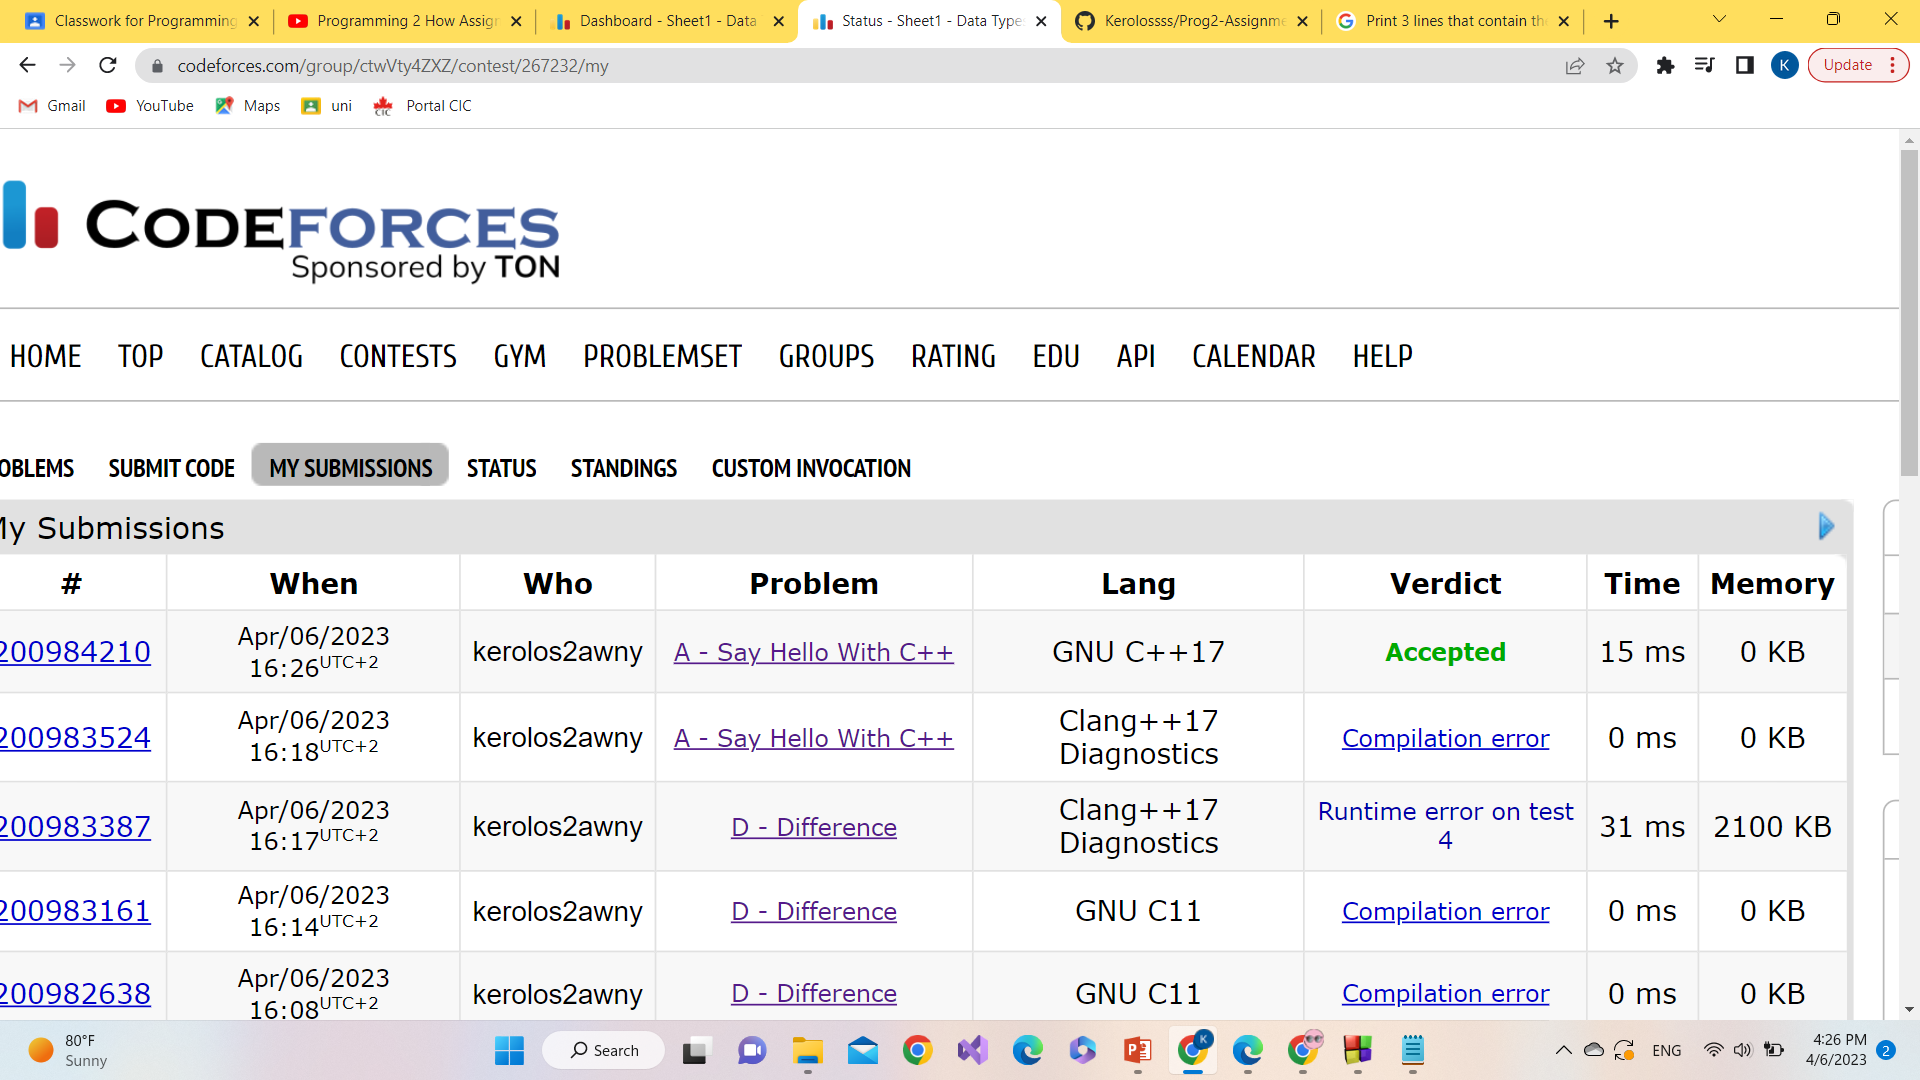 Classwork for Programming
Programming 2 How Assign
Dashboard - Sheet1 - Data
Status - Sheet1 - Data Types
Kerolossss/Prog2-Assignme
Print 3 lines that contain the
codeforces.com/group/ctwVty4ZXZ/contest/267232/my
K
Update
Gmail
YouTube
Maps
uni
CIC
Portal CIC
CODEFORCES
Sponsored by TON
HOME TOP CATALOG CONTESTS GYM PROBLEMSET GROUPS RATING EDU API CALENDAR HELP
OBLEMS SUBMIT CODE MY SUBMISSIONS STATUS STANDINGS CUSTOM INVOCATION
My Submissions
# When Who Problem Lang Verdict Time Memory
200984210 Apr/06/2023 16:26 UTC+2 kerolos2awny A - Say Hello With C++ GNU C++17 Accepted 15 ms 0 KB
200983524 Apr/06/2023 16:18 UTC+2 kerolos2awny A - Say Hello With C++ Clang++17 Diagnostics Compilation error 0 ms 0 KB
200983387 Apr/06/2023 16:17 UTC+2 kerolos2awny D - Difference Clang++17 Diagnostics Runtime error on test 4 31 ms 2100 KB
200983161 Apr/06/2023 16:14 UTC+2 kerolos2awny D - Difference GNU C11 Compilation error 0 ms 0 KB
200982638 Apr/06/2023 16:08 UTC+2 kerolos2awny D - Difference GNU C11 Compilation error 0 ms 0 KB
80°F
Sunny
Search
K
ENG
4:26 PM
4/6/2023
2